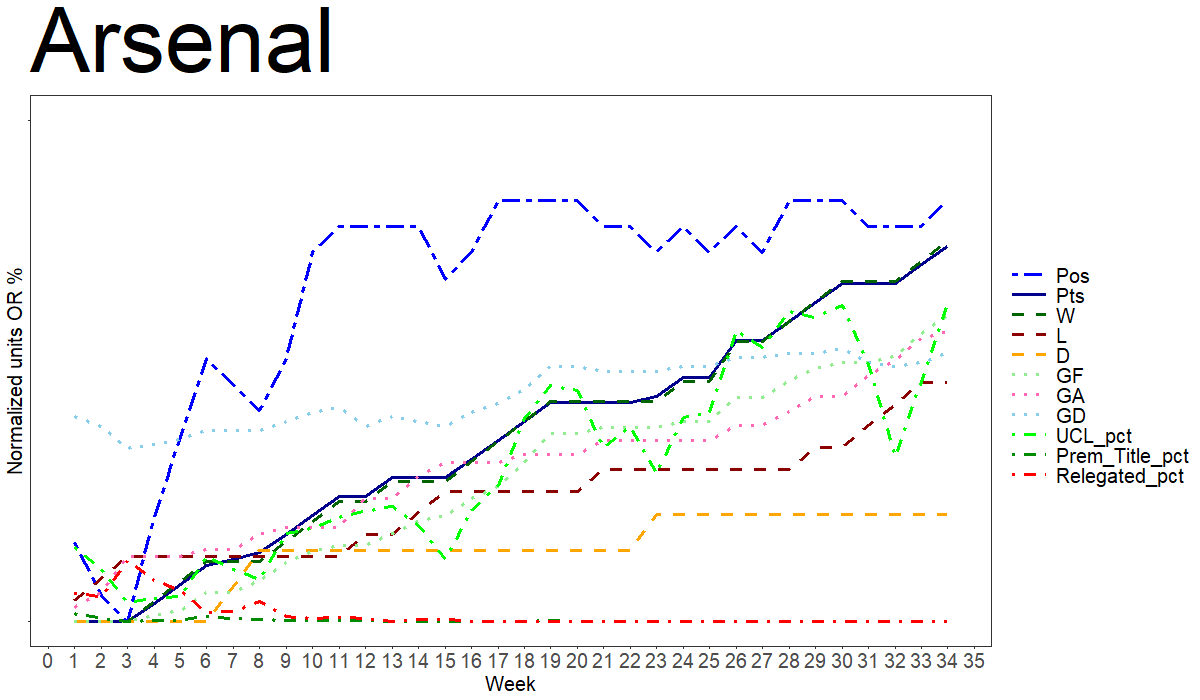 Arsenal
Normalized units OR %
Pos
Pts
W
L
D
GF
GA
GD
UCL_pct
Prem_Title_pct
Relegated_pct
0 1 2 3 4 5 6 7 8 9 10 11 12 13 14 15 16 17 18 19 20 21 22 23 24 25 26 27 28 29 30 31 32 33 34 35
Week